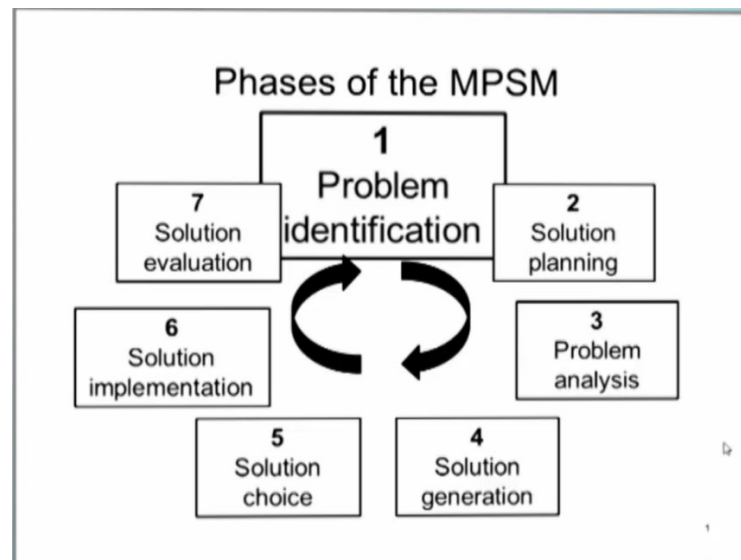 Phases of the MPSM
1
Problem
identification
2
Solution
planning
3
Problem
analysis
4
Solution
generation
5
Solution
choice
6
Solution
implementation
7
Solution
evaluation
1